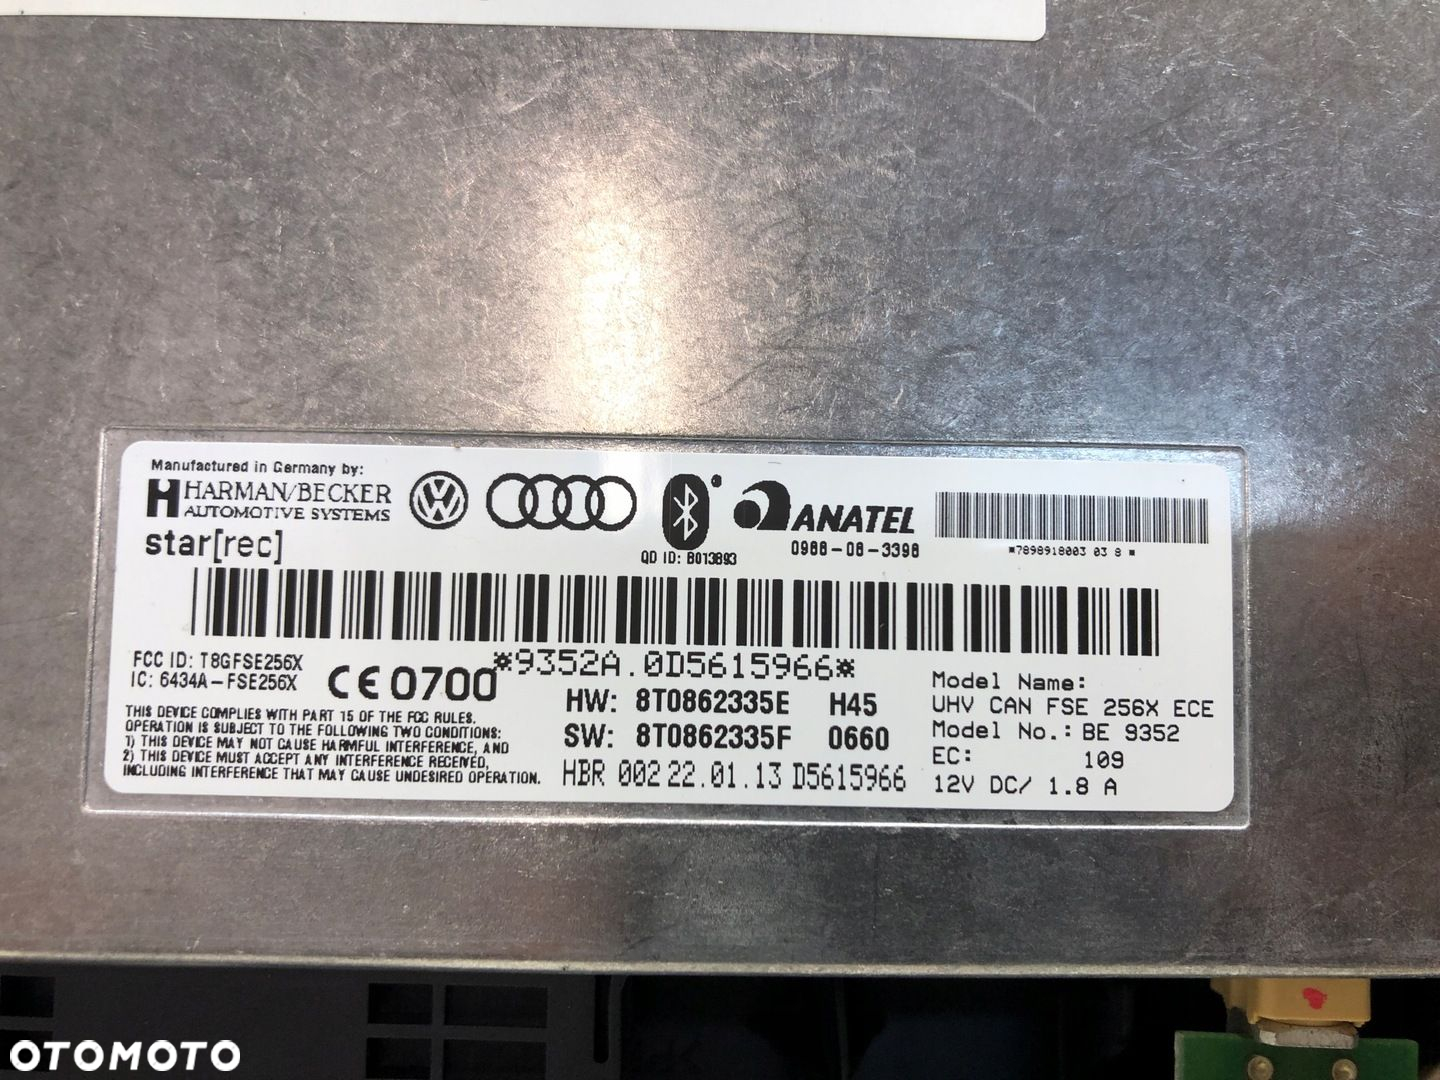 Manufactured in Germany by:
HARMAN/BECKER
AUTOMOTIVE SYSTEMS
star[rec]
QD ID: B013893
ANATEL
0988-08-3398
*7898918003 03 8 *
*9352A.0D5615966*
FCC ID: T8GFSE256X
IC: 6434A-FSE256X
CE 0700
THIS DEVICE COMPLIES WITH PART 15 OF THE FCC RULES.
OPERATION IS SUBJECT TO THE FOLLOWING TWO CONDITIONS:
1) THIS DEVICE MAY NOT CAUSE HARMFUL INTERFERENCE, AND
2) THIS DEVICE MUST ACCEPT ANY INTERFERENCE RECEIVED,
INCLUDING INTERFERENCE THAT MAY CAUSE UNDESIRED OPERATION.
HW: 8T0862335E H45
SW: 8T0862335F 0660
HBR 002 22.01.13 D5615966
Model Name:
UHV CAN FSE 256X ECE
Model No.: BE 9352
EC: 109
12V DC/ 1.8 A
OTOMOTO